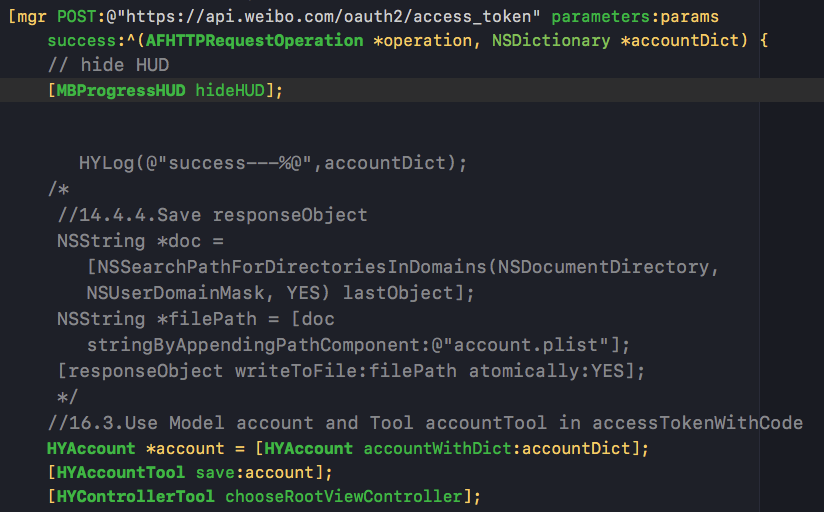 [mgr POST:@"https://api.weibo.com/oauth2/access_token" parameters:params
success:^(AFHTTPRequestOperation *operation, NSDictionary *accountDict) {
// hide HUD
[MBProgressHUD hideHUD];
HYLog(@"success---%@",accountDict);
/*
//14.4.4.Save responseObject
NSString *doc =
[NSSearchPathForDirectoriesInDomains(NSDocumentDirectory,
NSUserDomainMask, YES) lastObject];
NSString *filePath = [doc
stringByAppendingPathComponent:@"account.plist"];
[responseObject writeToFile:filePath atomically:YES];
*/
//16.3.Use Model account and Tool accountTool in accessTokenWithCode
HYAccount *account = [HYAccount accountWithDict:accountDict];
[HYAccountTool save:account];
[HYControllerTool chooseRootViewController];